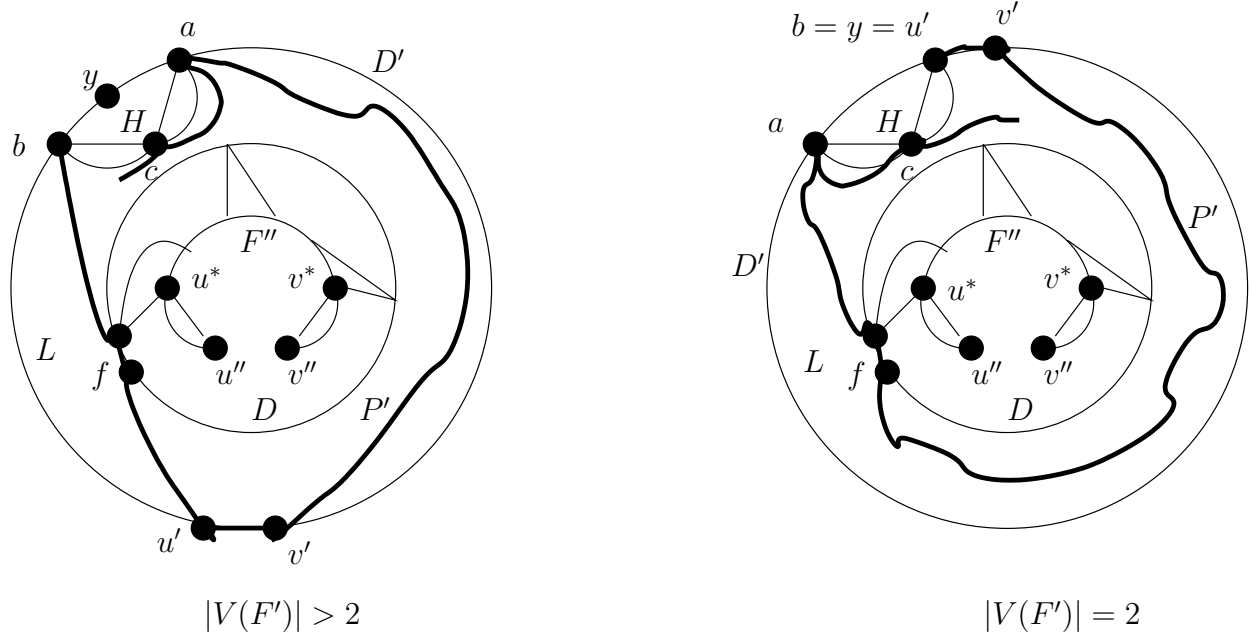 a
y
D′
b
H
c
F″
u*
v*
L
f
u″
v″
D
P′
u′
v′
|V(F′)| > 2
b = y = u′
v′
a
H
c
P′
D′
F″
u*
v*
L
f
u″
v″
D
|V(F′)| = 2